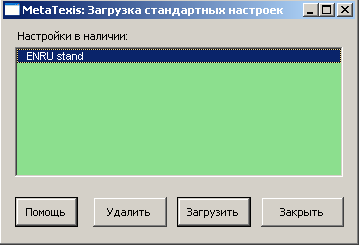 MetaTexis: Загрузка стандартных настроек
Настройки в наличии:
ENRU stand
Помощь Удалить Загрузить Закрыть